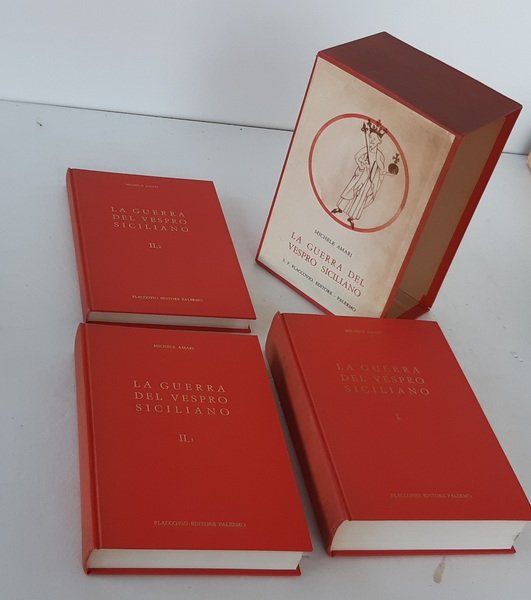 MICHELE AMARI
LA GUERRA DEL
VESPRO SICILIANO
S. F. FLACCOVIO, EDITORE PALERMO
MICHELE AMARI
LA GUERRA
DEL VESPRO
SICILIANO
II,2
FLACCOVIO EDITORE PALERMO
MICHELE AMARI
LA GUERRA
DEL VESPRO
SICILIANO
II,1
FLACCOVIO EDITORE PALERMO
MICHELE AMARI
LA GUERRA
DEL VESPRO
SICILIANO
I.
FLACCOVIO EDITORE PALERMO